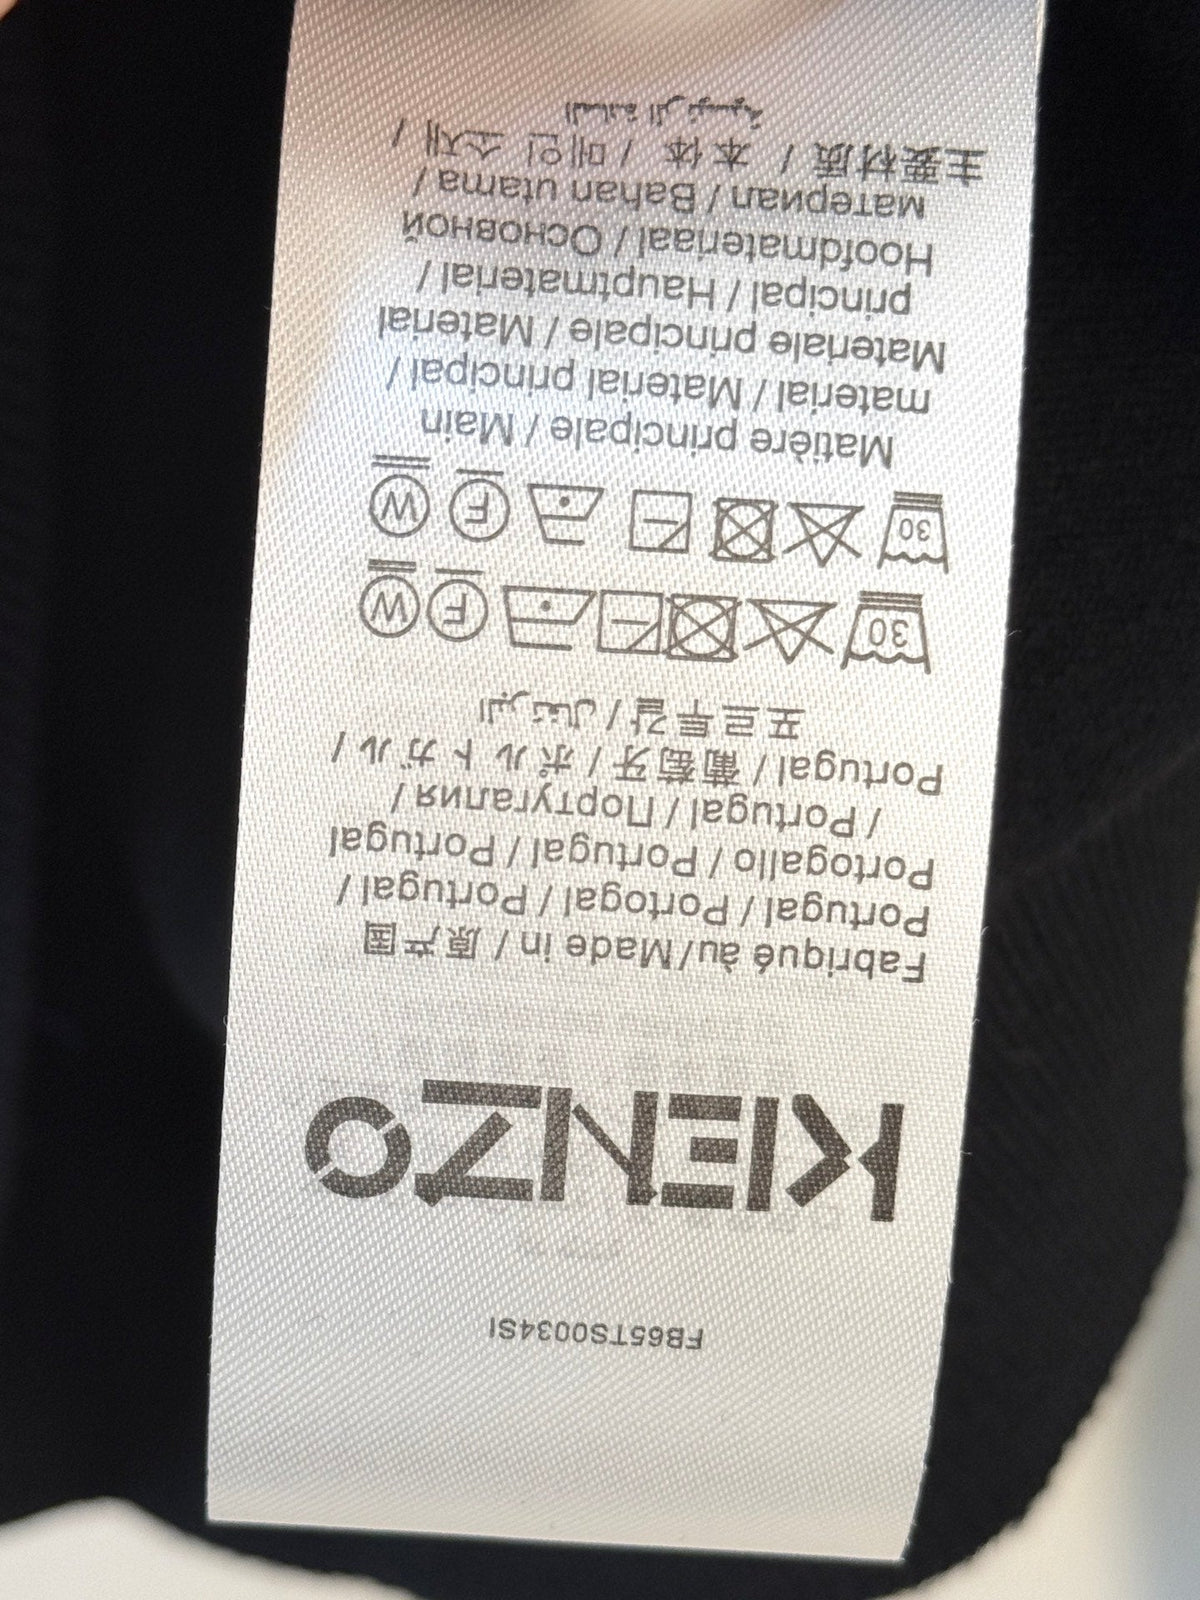 FB65TS0034SI
KENZO
Fabriqué àu/Made in / 原产国
Portugal / Portogal / Portugal /
Portogallo / Portugal / Portugal
/ Portugal / Португалия /
Portugal / 葡萄牙 / ポルトガル /
포르투갈 / البرتغال
30 F W
30 F W
Matière principale / Main
material / Material principal /
Materiale principale / Material
principal / Hauptmaterial /
Hoofdmateriaal / Основной
материал / Bahan utama /
主要材质 / 本体 / 메인 소재 /
المادة الرئيسية